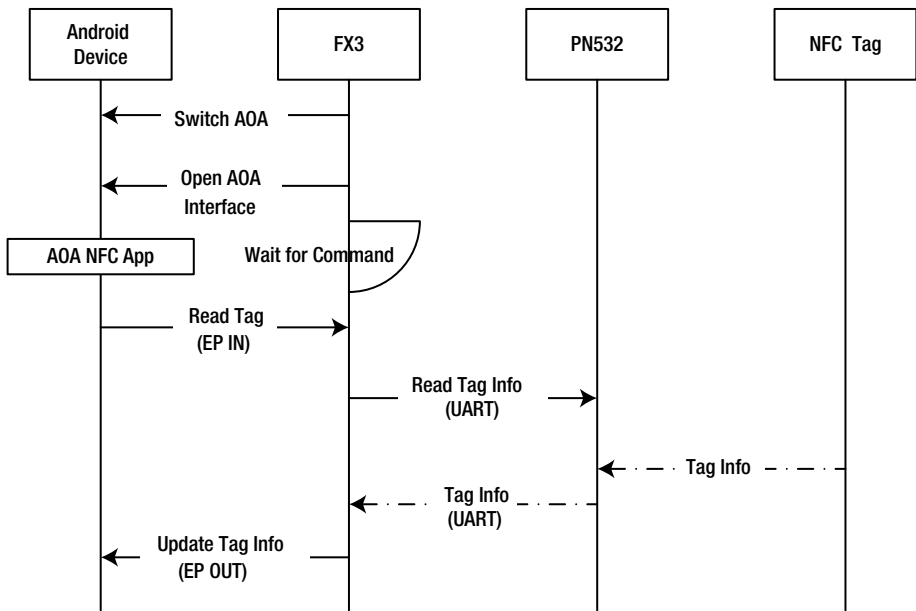 Android
Device
FX3
PN532
NFC Tag
Switch AOA
Open AOA
Interface
AOA NFC App
Wait for Command
Read Tag
(EP IN)
Read Tag Info
(UART)
Tag Info
Tag Info
(UART)
Update Tag Info
(EP OUT)